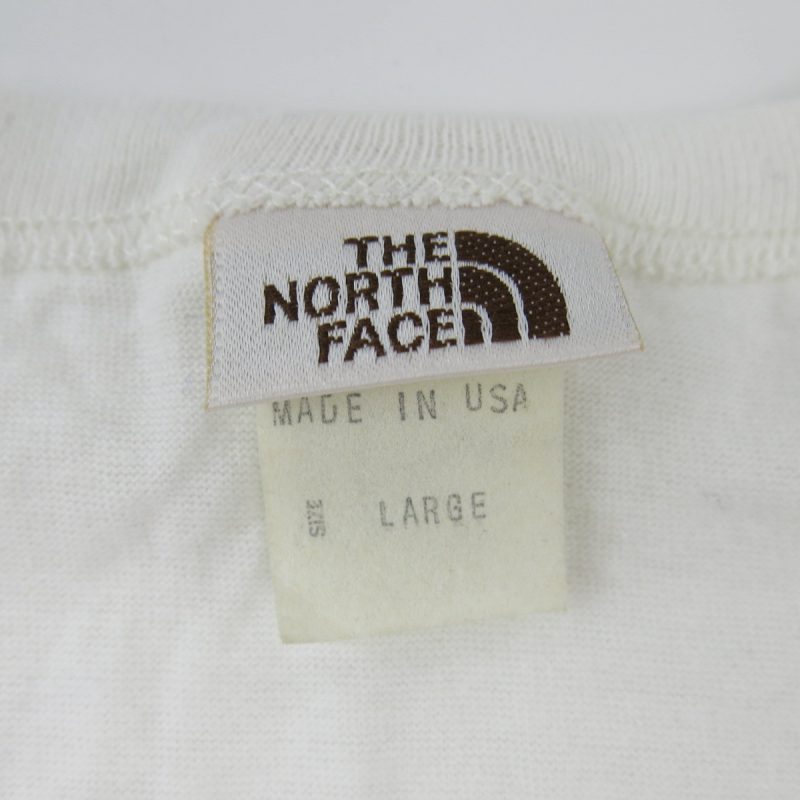 THE
NORTH
FACE
MADE IN USA
SIZE LARGE